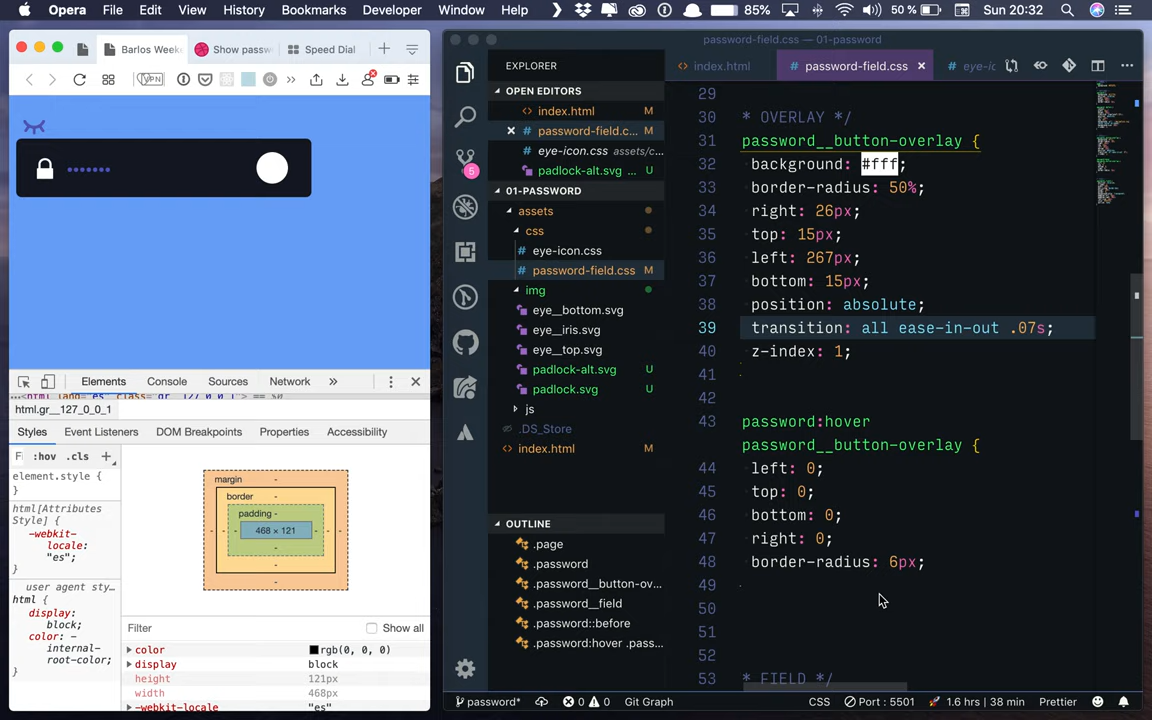 Opera File Edit View History Bookmarks Developer Window Help 85% 50 % Sun 20:32
Barlos Weeke
Show passw
Speed Dial
VPN
Elements Console Sources Network
html.gr__127_0_0_1
Styles Event Listeners DOM Breakpoints Properties Accessibility
:hov .cls +
element.style {
}
html[Attributes
Style] {
-webkit-
locale:
"es";
}
user agent sty…
html {
display:
block;
color: -
internal-
root-color;
}
margin -
border -
padding -
468 × 121
Filter
Show all
color rgb(0, 0, 0)
display block
height 121px
width 468px
-webkit-locale "es"
password-field.css — 01-password
EXPLORER
OPEN EDITORS
index.html M
password-field.c... M
eye-icon.css assets/c...
padlock-alt.svg ... U
01-PASSWORD
assets
css
eye-icon.css
password-field.css M
img
eye__bottom.svg
eye__iris.svg
eye__top.svg
padlock-alt.svg U
padlock.svg U
js
.DS_Store
index.html M
OUTLINE
.page
.password
.password__button-ov...
.password__field
.password::before
.password:hover .pass...
5
# index.html
# password-field.css
# eye-ic
29
30 * OVERLAY */
31 password__button-overlay {
32 background: #fff;
33 border-radius: 50%;
34 right: 26px;
35 top: 15px;
36 left: 267px;
37 bottom: 15px;
38 position: absolute;
39 transition: all ease-in-out .07s;
40 z-index: 1;
41
42
43 password:hover
password__button-overlay {
44 left: 0;
45 top: 0;
46 bottom: 0;
47 right: 0;
48 border-radius: 6px;
49
50
51
52
53 * FIELD */
password* 0 0 Git Graph CSS Port : 5501 1.6 hrs | 38 min Prettier